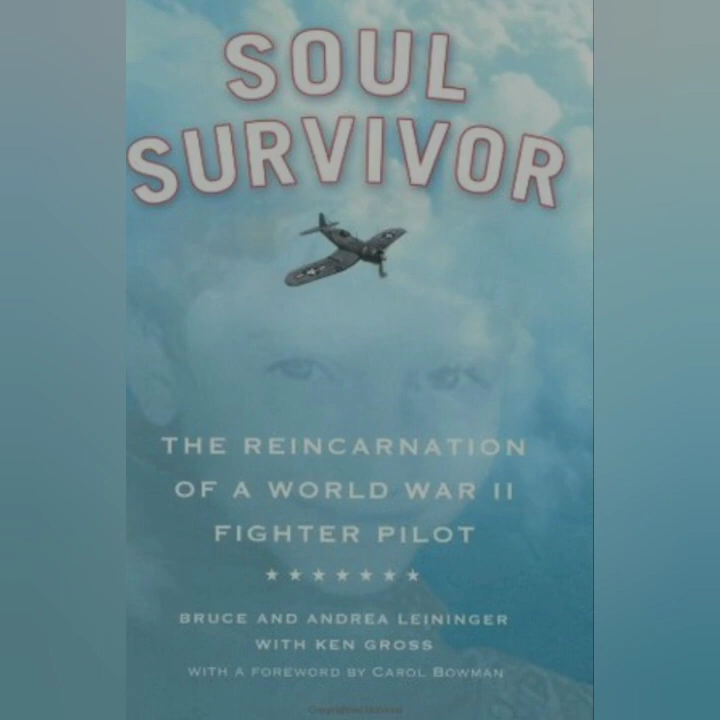 SOUL
SURVIVOR
THE REINCARNATION
OF A WORLD WAR II
FIGHTER PILOT
BRUCE AND ANDREA LEININGER
WITH KEN GROSS
WITH A FOREWORD BY CAROL BOWMAN